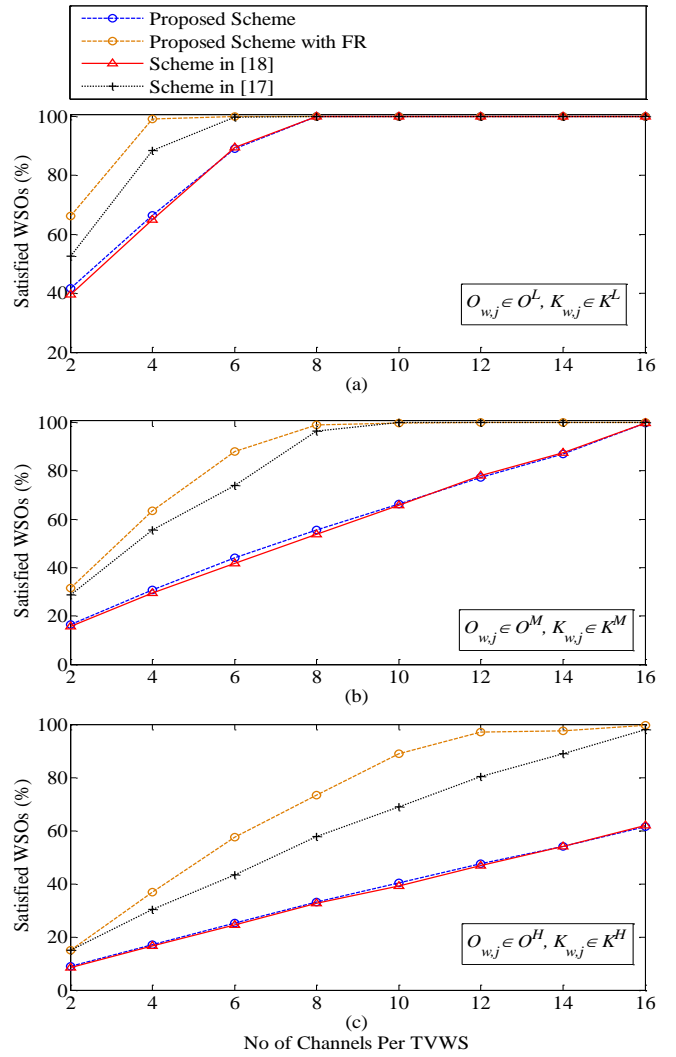 Proposed Scheme
Proposed Scheme with FR
Scheme in [18]
Scheme in [17]
100
80
60
40
20
Satisfied WSOs (%)
O_{w,j} ∈ O^L, K_{w,j} ∈ K^L
2 4 6 8 10 12 14 16
(a)
100
80
60
40
20
0
Satisfied WSOs (%)
O_{w,j} ∈ O^M, K_{w,j} ∈ K^M
2 4 6 8 10 12 14 16
(b)
100
80
60
40
20
0
Satisfied WSOs (%)
O_{w,j} ∈ O^H, K_{w,j} ∈ K^H
2 4 6 8 10 12 14 16
(c)
No of Channels Per TVWS